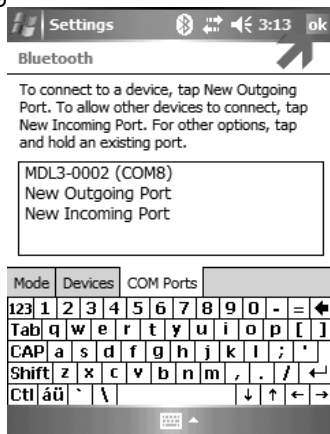 Settings 3:13 ok
Bluetooth
To connect to a device, tap New Outgoing
Port. To allow other devices to connect, tap
New Incoming Port. For other options, tap
and hold an existing port.
MDL3-0002 (COM8)
New Outgoing Port
New Incoming Port
Mode Devices COM Ports
123 1 2 3 4 5 6 7 8 9 0 - =
Tab q w e r t y u i o p [ ]
CAP a s d f g h j k l ; '
Shift z x c v b n m , . /
Ctl áü ` \